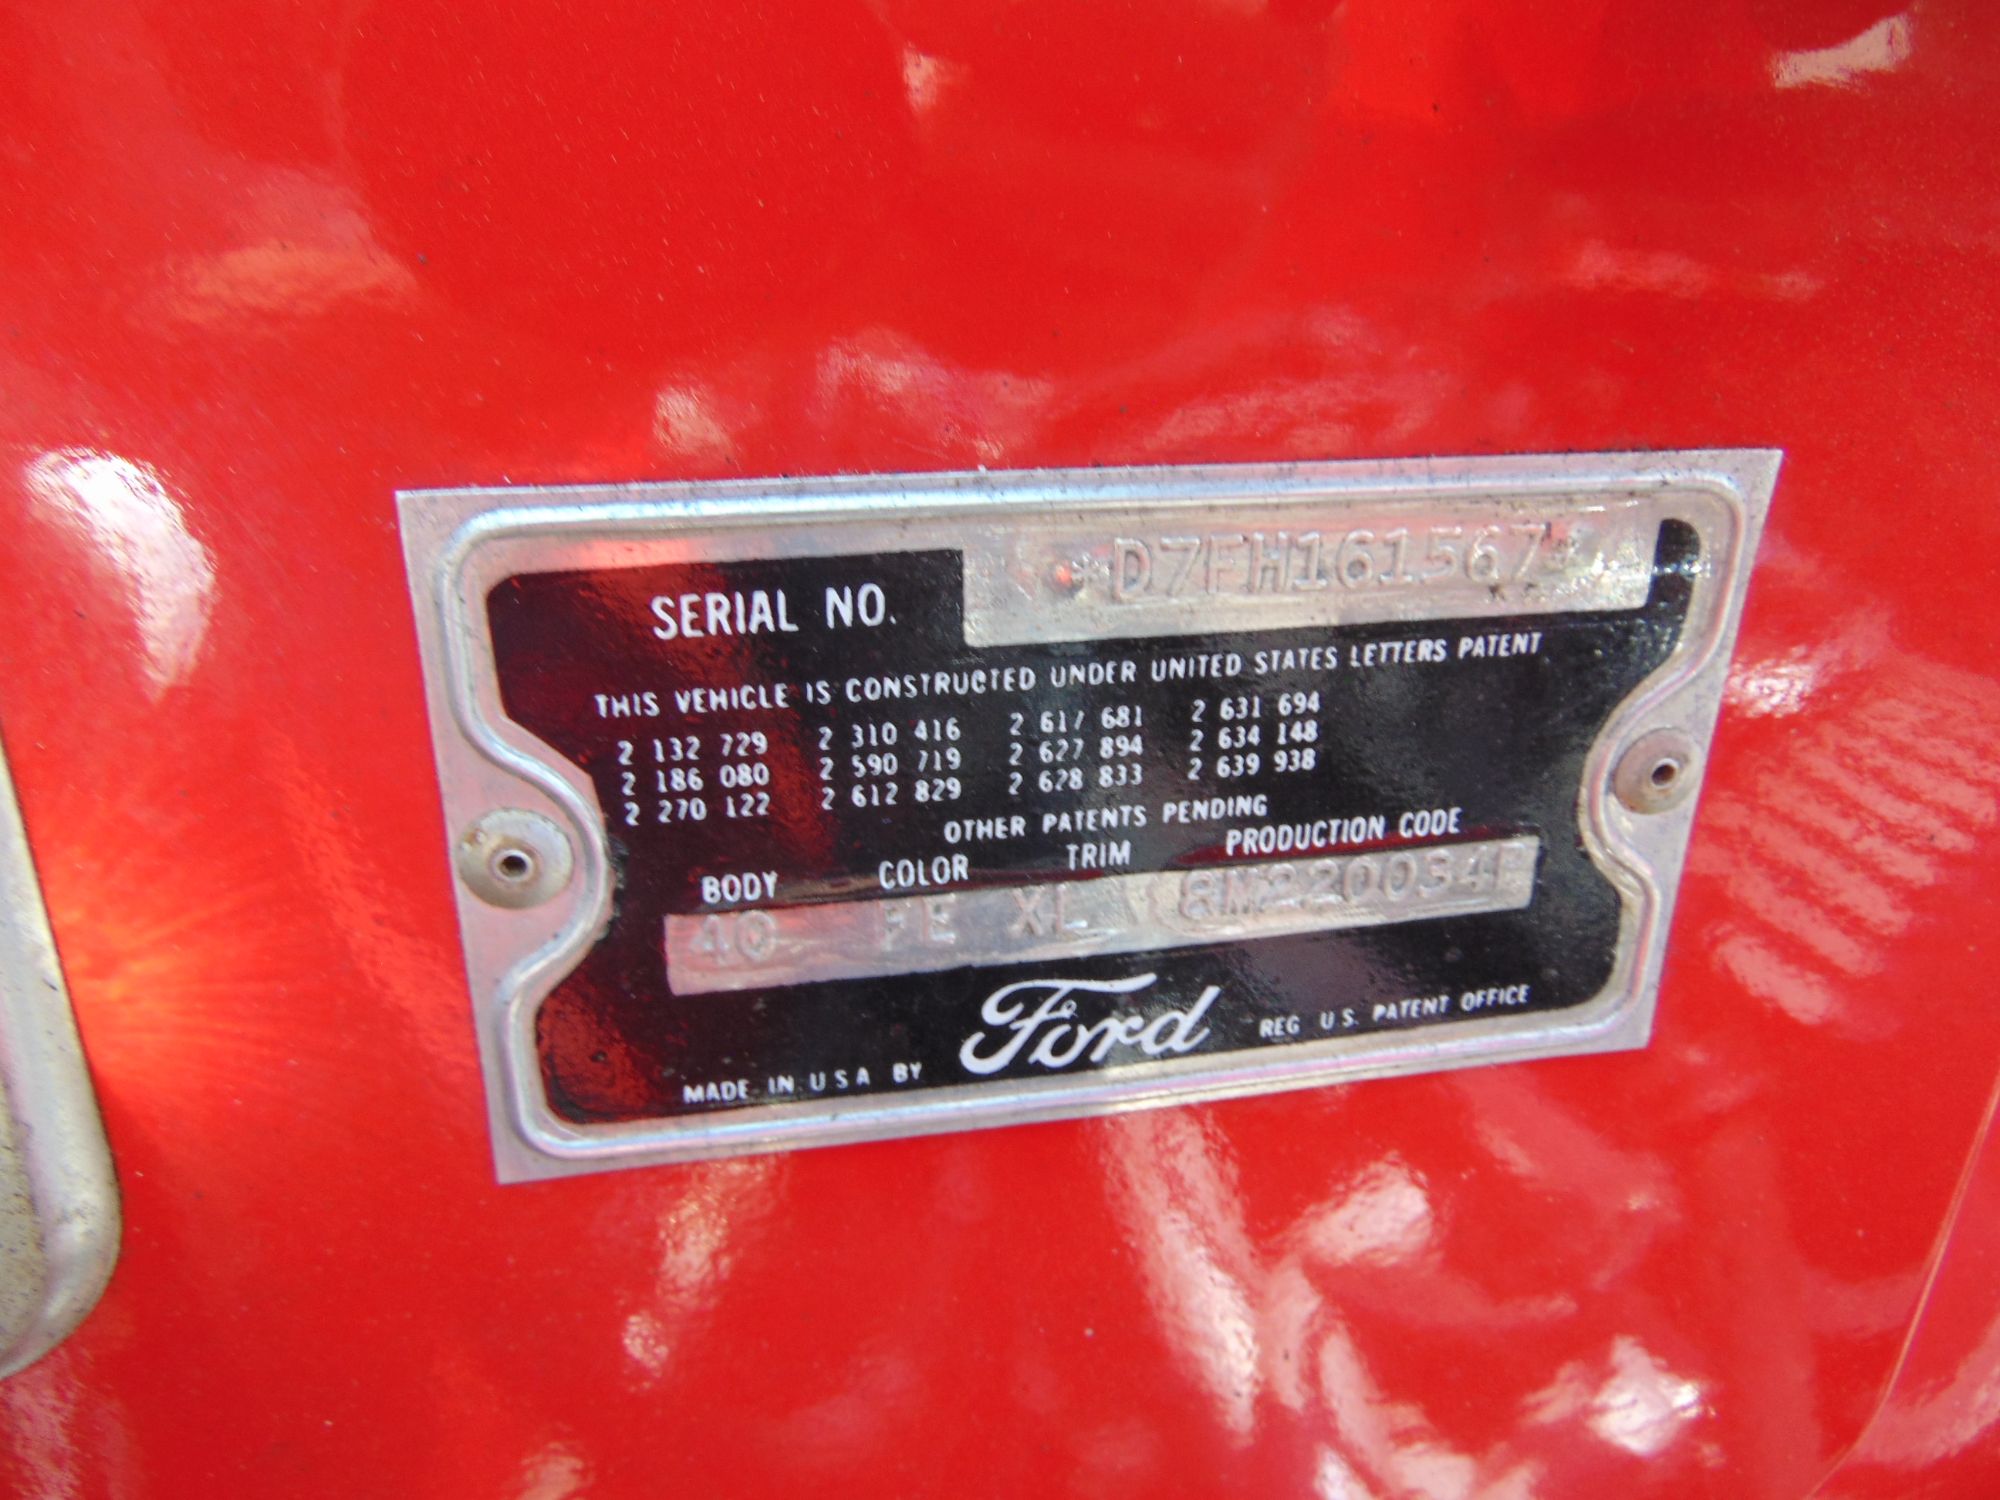 SERIAL NO. D7FH161567
THIS VEHICLE IS CONSTRUCTED UNDER UNITED STATES LETTERS PATENT
2 132 729 2 310 416 2 617 681 2 631 694
2 186 080 2 590 719 2 627 894 2 634 148
2 270 122 2 612 829 2 628 833 2 639 938
OTHER PATENTS PENDING
BODY COLOR TRIM PRODUCTION CODE
40 FE XL
MADE IN U S A BY Ford REG U S. PATENT OFFICE